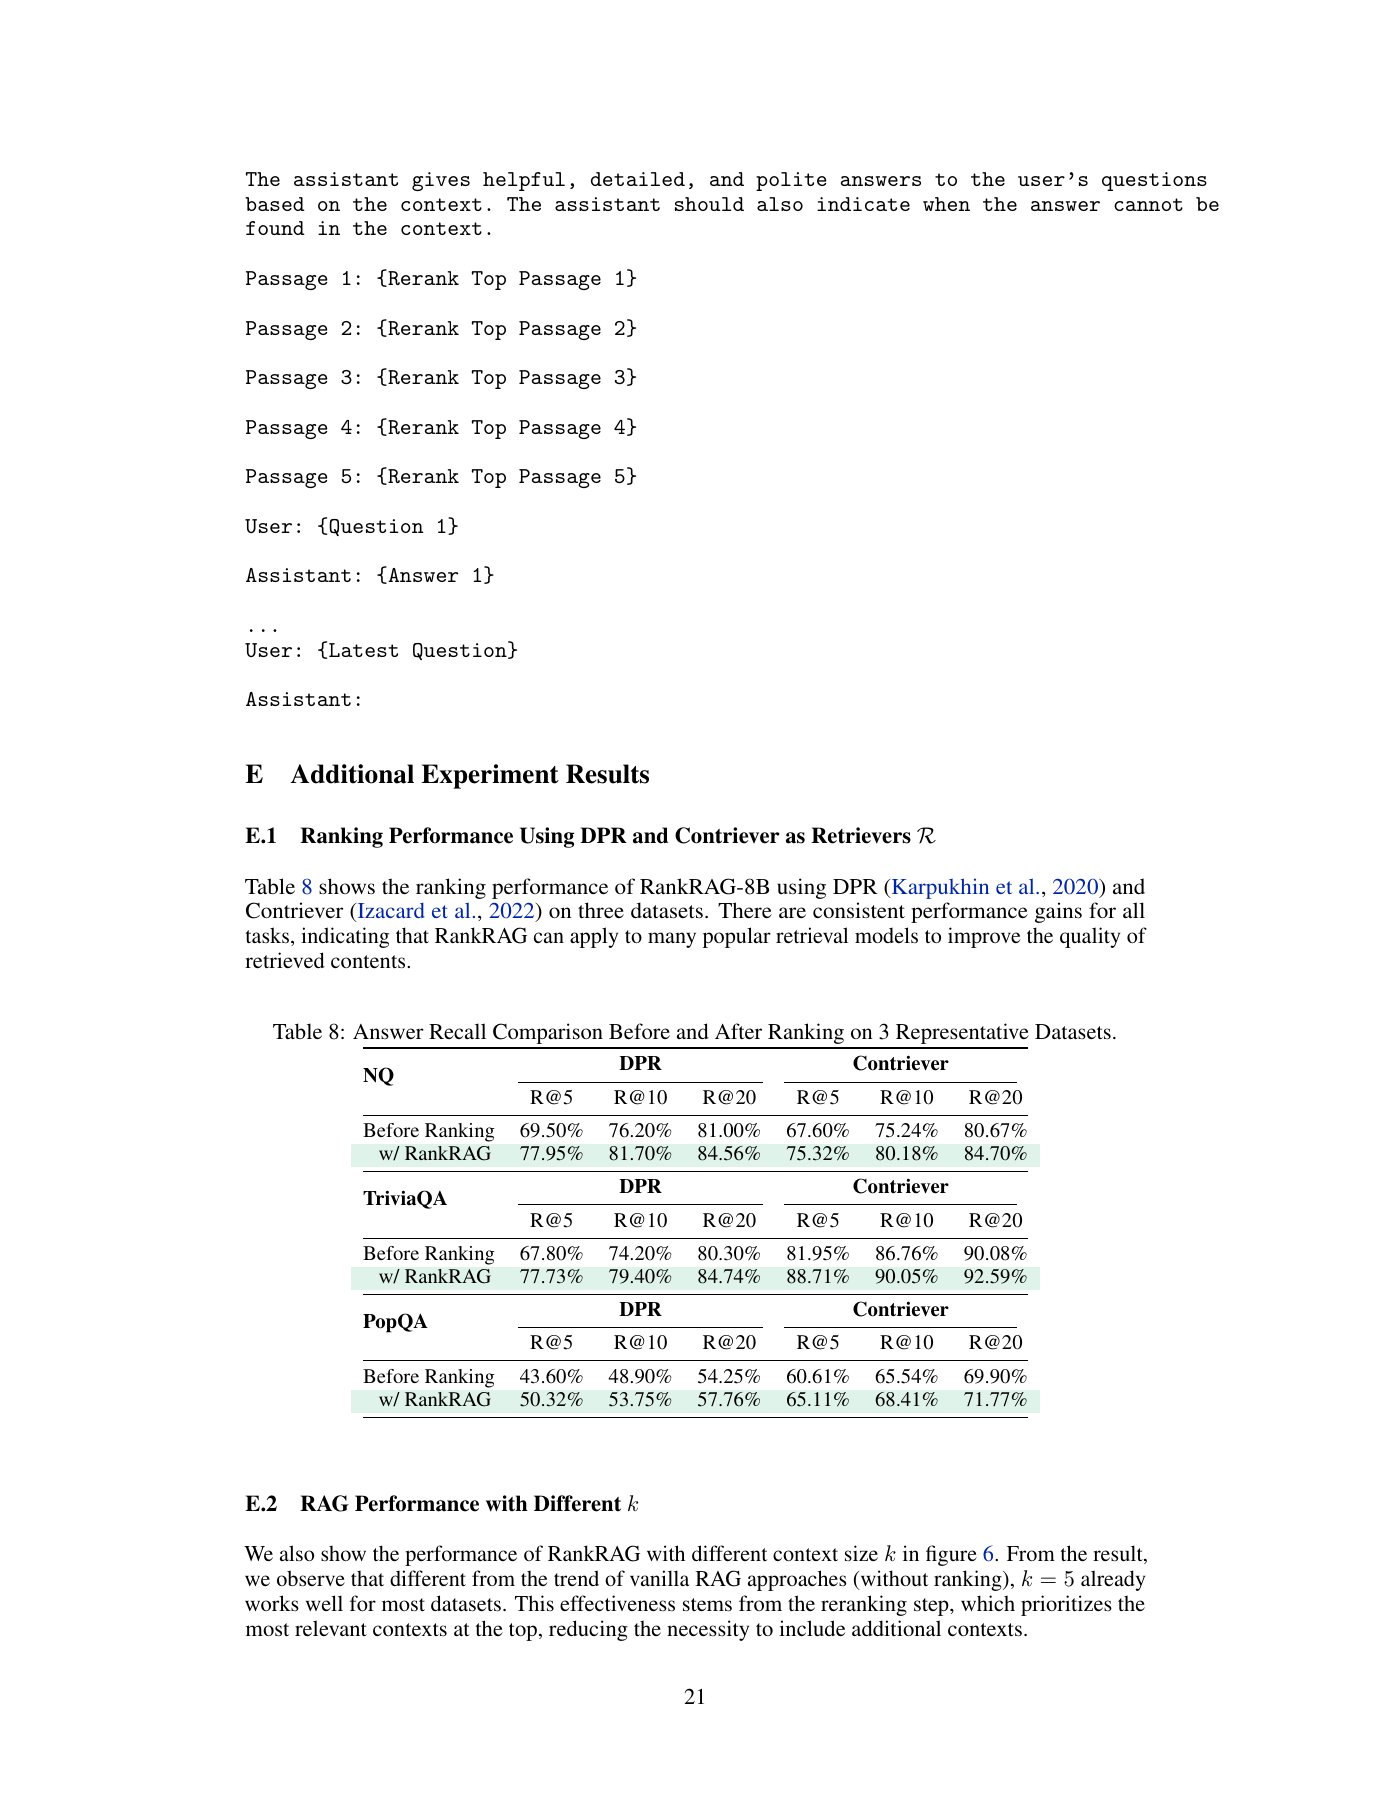 The assistant gives helpful, detailed, and polite answers to the user's questions
based on the context. The assistant should also indicate when the answer cannot be
found in the context.
Passage 1: {Rerank Top Passage 1}
Passage 2: {Rerank Top Passage 2}
Passage 3: {Rerank Top Passage 3}
Passage 4: {Rerank Top Passage 4}
Passage 5: {Rerank Top Passage 5}
User: {Question 1}
Assistant: {Answer 1}
...
User: {Latest Question}
Assistant:
E Additional Experiment Results
E.1 Ranking Performance Using DPR and Contriever as Retrievers ℛ
Table 8 shows the ranking performance of RankRAG-8B using DPR (Karpukhin et al., 2020) and
Contriever (Izacard et al., 2022) on three datasets. There are consistent performance gains for all
tasks, indicating that RankRAG can apply to many popular retrieval models to improve the quality of
retrieved contents.
Table 8: Answer Recall Comparison Before and After Ranking on 3 Representative Datasets.
NQ DPR Contriever
R@5 R@10 R@20 R@5 R@10 R@20
Before Ranking 69.50% 76.20% 81.00% 67.60% 75.24% 80.67%
w/ RankRAG 77.95% 81.70% 84.56% 75.32% 80.18% 84.70%
TriviaQA DPR Contriever
R@5 R@10 R@20 R@5 R@10 R@20
Before Ranking 67.80% 74.20% 80.30% 81.95% 86.76% 90.08%
w/ RankRAG 77.73% 79.40% 84.74% 88.71% 90.05% 92.59%
PopQA DPR Contriever
R@5 R@10 R@20 R@5 R@10 R@20
Before Ranking 43.60% 48.90% 54.25% 60.61% 65.54% 69.90%
w/ RankRAG 50.32% 53.75% 57.76% 65.11% 68.41% 71.77%
E.2 RAG Performance with Different k
We also show the performance of RankRAG with different context size k in figure 6. From the result,
we observe that different from the trend of vanilla RAG approaches (without ranking), k = 5 already
works well for most datasets. This effectiveness stems from the reranking step, which prioritizes the
most relevant contexts at the top, reducing the necessity to include additional contexts.
21